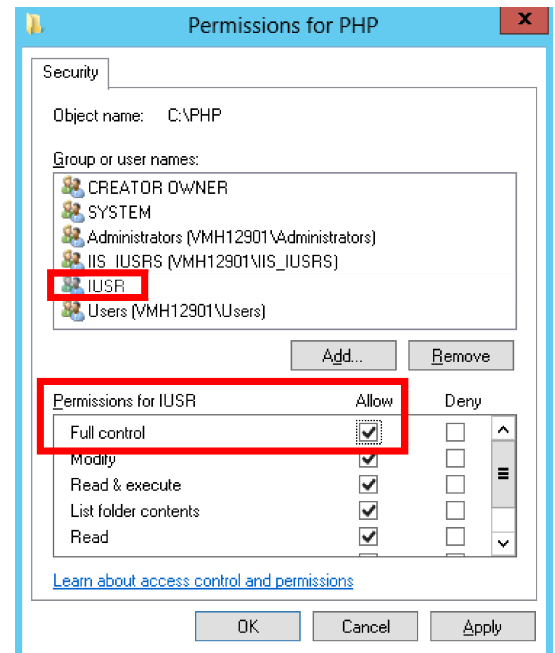 Permissions for PHP
x
Security
Object name: C:\PHP
Group or user names:
CREATOR OWNER
SYSTEM
Administrators (VMH12901\Administrators)
IIS_IUSRS (VMH12901\IIS_IUSRS)
IUSR
Users (VMH12901\Users)
Add... Remove
Permissions for IUSR Allow Deny
Full control
Modify
Read & execute
List folder contents
Read
Learn about access control and permissions
OK Cancel Apply